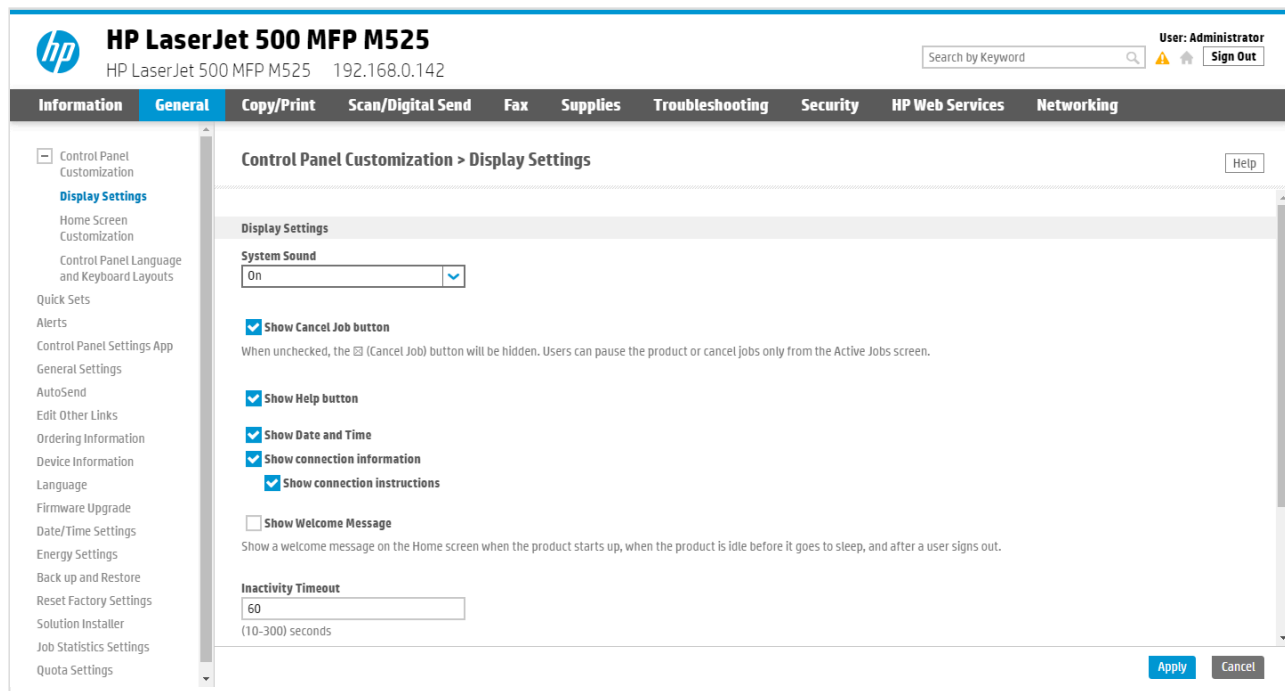 hp
HP LaserJet 500 MFP M525
HP LaserJet 500 MFP M525 192.168.0.142
User: Administrator
Search by Keyword
Sign Out
Information General Copy/Print Scan/Digital Send Fax Supplies Troubleshooting Security HP Web Services Networking
Control Panel
Customization
Display Settings
Home Screen
Customization
Control Panel Language
and Keyboard Layouts
Quick Sets
Alerts
Control Panel Settings App
General Settings
AutoSend
Edit Other Links
Ordering Information
Device Information
Language
Firmware Upgrade
Date/Time Settings
Energy Settings
Back up and Restore
Reset Factory Settings
Solution Installer
Job Statistics Settings
Quota Settings
Control Panel Customization > Display Settings
Help
Display Settings
System Sound
On
Show Cancel Job button
When unchecked, the ☒ (Cancel Job) button will be hidden. Users can pause the product or cancel jobs only from the Active Jobs screen.
Show Help button
Show Date and Time
Show connection information
Show connection instructions
Show Welcome Message
Show a welcome message on the Home screen when the product starts up, when the product is idle before it goes to sleep, and after a user signs out.
Inactivity Timeout
60
(10-300) seconds
Apply
Cancel